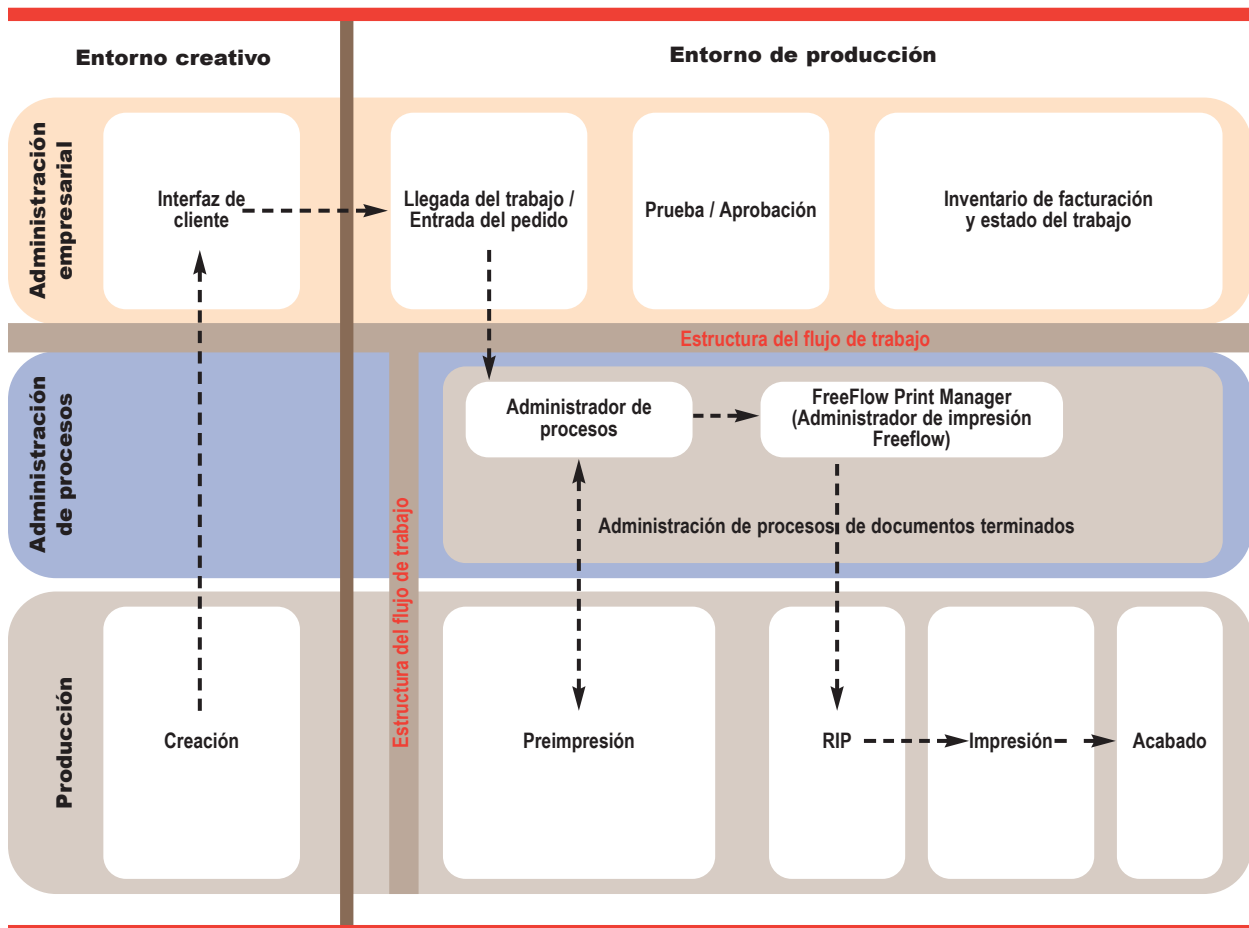 Entorno creativo
Entorno de producción
Administración
empresarial
Interfaz de
cliente
Llegada del trabajo /
Entrada del pedido
Prueba / Aprobación
Inventario de facturación
y estado del trabajo
Estructura del flujo de trabajo
Administración
de procesos
Administrador de
procesos
FreeFlow Print Manager
(Administrador de impresión
Freeflow)
Administración de procesos de documentos terminados
Estructura del flujo de trabajo
Producción
Creación
Preimpresión
RIP
Impresión
Acabado